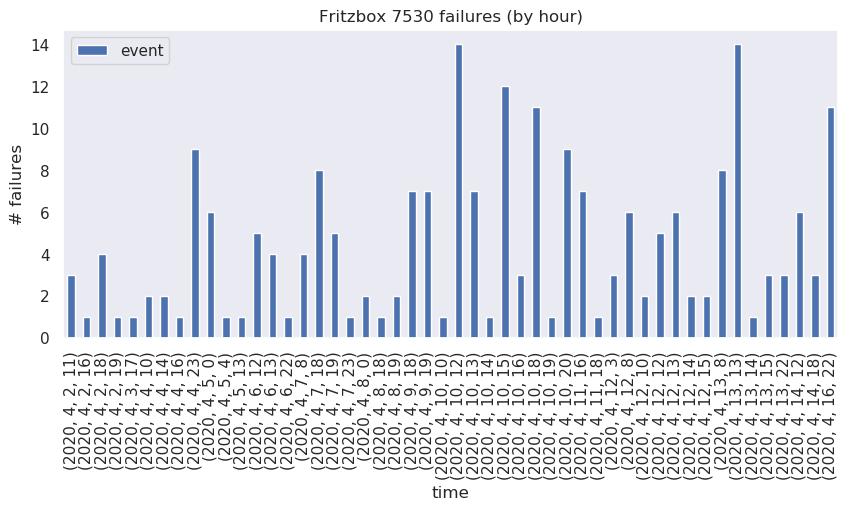 Fritzbox 7530 failures (by hour)
event
# failures
14
12
10
8
6
4
2
0
(2020, 4, 2, 11)
(2020, 4, 2, 16)
(2020, 4, 2, 18)
(2020, 4, 2, 19)
(2020, 4, 3, 17)
(2020, 4, 4, 10)
(2020, 4, 4, 14)
(2020, 4, 4, 16)
(2020, 4, 4, 23)
(2020, 4, 5, 0)
(2020, 4, 5, 4)
(2020, 4, 5, 13)
(2020, 4, 6, 12)
(2020, 4, 6, 13)
(2020, 4, 6, 22)
(2020, 4, 7, 8)
(2020, 4, 7, 18)
(2020, 4, 7, 19)
(2020, 4, 7, 23)
(2020, 4, 8, 0)
(2020, 4, 8, 18)
(2020, 4, 8, 19)
(2020, 4, 9, 18)
(2020, 4, 9, 19)
(2020, 4, 10, 10)
(2020, 4, 10, 12)
(2020, 4, 10, 13)
(2020, 4, 10, 14)
(2020, 4, 10, 15)
(2020, 4, 10, 16)
(2020, 4, 10, 18)
(2020, 4, 10, 19)
(2020, 4, 10, 20)
(2020, 4, 11, 16)
(2020, 4, 11, 18)
(2020, 4, 12, 3)
(2020, 4, 12, 8)
(2020, 4, 12, 10)
(2020, 4, 12, 12)
(2020, 4, 12, 13)
(2020, 4, 12, 14)
(2020, 4, 12, 15)
(2020, 4, 13, 8)
(2020, 4, 13, 13)
(2020, 4, 13, 14)
(2020, 4, 13, 15)
(2020, 4, 13, 22)
(2020, 4, 14, 12)
(2020, 4, 14, 18)
(2020, 4, 16, 22)
time